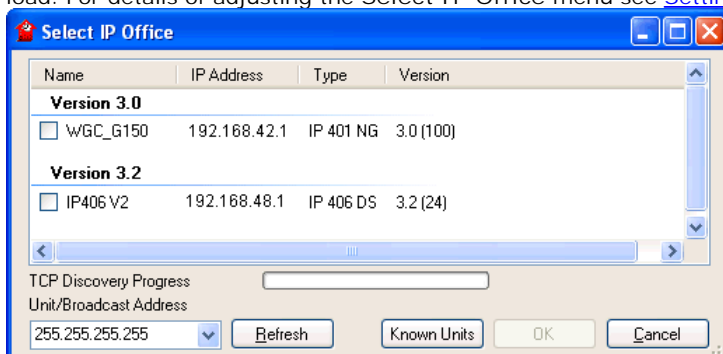 load. For details of adjusting the Select IP Office menu see Settin
Select IP Office
Name IP Address Type Version
Version 3.0
WGC_G150 192.168.42.1 IP 401 NG 3.0 (100)
Version 3.2
IP406 V2 192.168.48.1 IP 406 DS 3.2 (24)
TCP Discovery Progress
Unit/Broadcast Address
255.255.255.255 Refresh Known Units OK Cancel